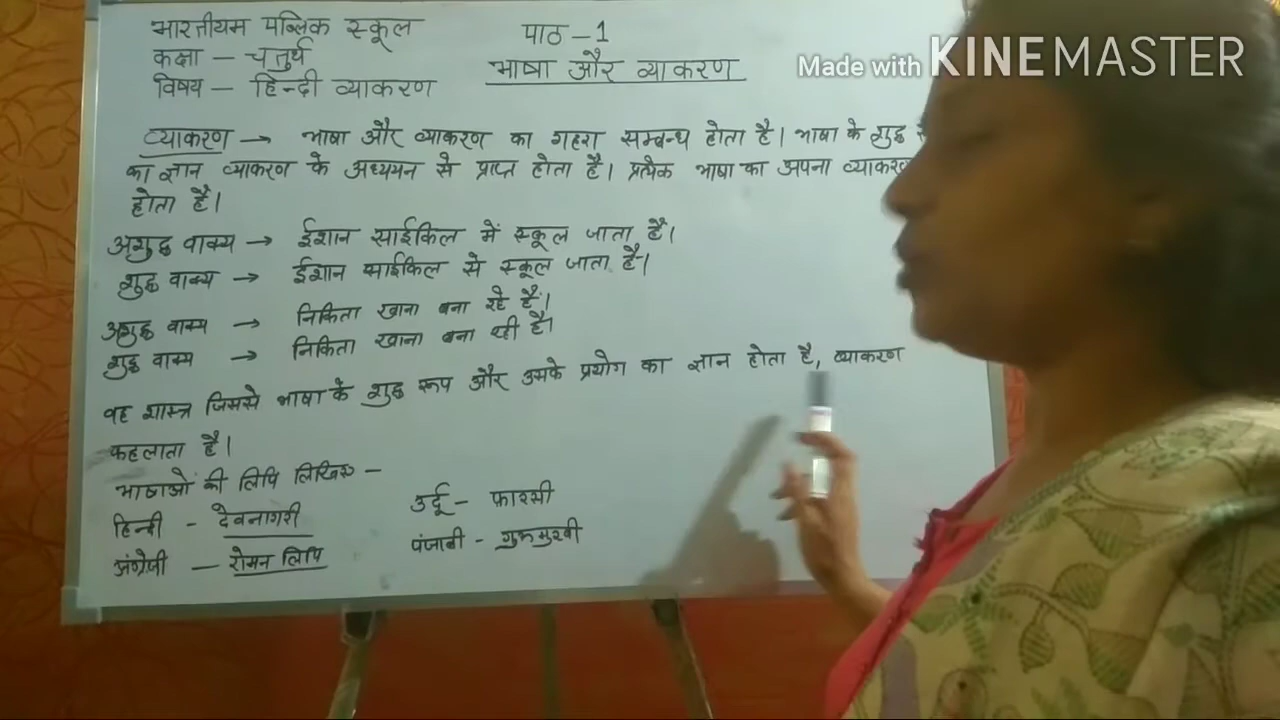 भारतीयम पब्लिक स्कूल
पाठ -1
कक्षा - चतुर्थ
भाषा और व्याकरण
विषय - हिन्दी व्याकरण
Made with KINEMASTER
व्याकरण → भाषा और व्याकरण का गहरा सम्बन्ध होता है। भाषा के शुद्ध
का ज्ञान व्याकरण के अध्ययन से प्राप्त होता है। प्रत्येक भाषा का अपना व्याकरण
होता है।
अशुद्ध वाक्य → ईशान साईकिल में स्कूल जाता है।
शुद्ध वाक्य → ईशान साईकिल से स्कूल जाता है।
अशुद्ध वाक्य → निकिता खाना बना रहे हैं।
शुद्ध वाक्य → निकिता खाना बना रही है।
वह शास्त्र जिससे भाषा के शुद्ध रूप और उसके प्रयोग का ज्ञान होता है, व्याकरण
कहलाता है।
भाषाओं की लिपि लिखिए -
हिन्दी - देवनागरी
उर्दू - फ़ारसी
अंग्रेजी - रोमन लिपि
पंजाबी - गुरूमुखी